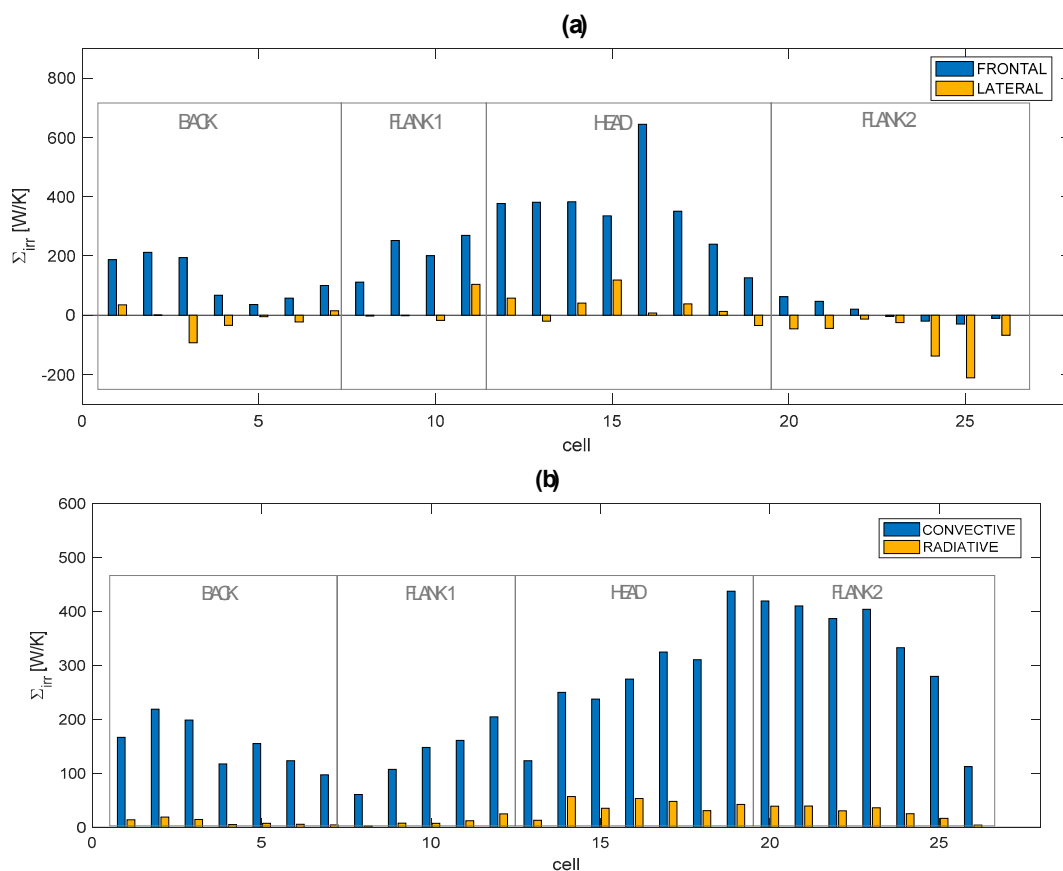 (a)
800
600
400
200
0
-200
Σirr [W/K]
FRONTAL
LATERAL
BACK
FLANK1
HEAD
FLANK2
0 5 10 15 20 25
cell
(b)
600
500
400
300
200
100
0
Σirr [W/K]
CONVECTIVE
RADIATIVE
BACK
FLANK1
HEAD
FLANK2
0 5 10 15 20 25
cell